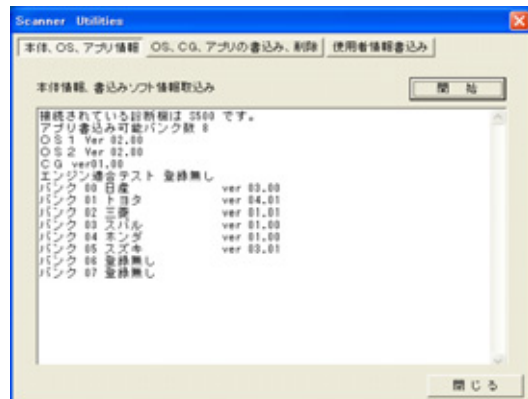 Scanner Utilities
本体、OS、アプリ情報 OS、CG、アプリの書込み、削除 使用者情報書込み
本体情報、書込みソフト情報取込み 開 始
接続されている診断機は S500 です。
アプリ書込み可能バンク数 8
OS1 Ver 02.00
OS2 Ver 02.00
CG ver01.00
エンジン適合テスト 登録無し
バンク 00 日産 ver 03.00
バンク 01 トヨタ ver 04.01
バンク 02 三菱 ver 01.01
バンク 03 スバル ver 01.00
バンク 04 ホンダ ver 01.00
バンク 05 スズキ ver 03.01
バンク 06 登録無し
バンク 07 登録無し
閉じる